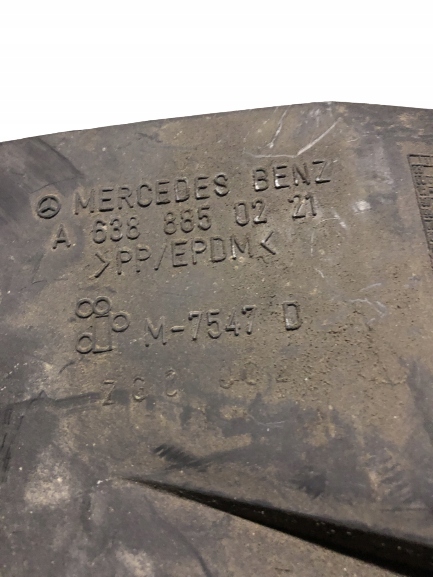 MERCEDES BENZ
A 638 885 02 21
>PP/EPDM<
M-7547 D